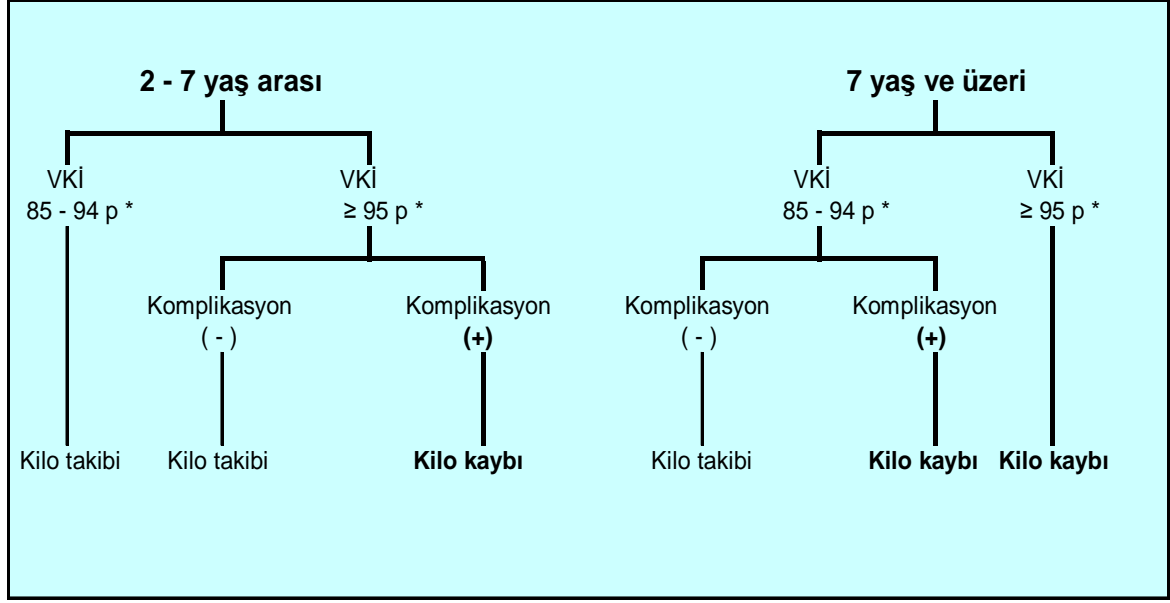 2 - 7 yaş arası
7 yaş ve üzeri
VKİ
85 - 94 p *
VKİ
≥ 95 p *
VKİ
85 - 94 p *
VKİ
≥ 95 p *
Komplikasyon
( - )
Komplikasyon
(+)
Komplikasyon
( - )
Komplikasyon
(+)
Kilo takibi
Kilo takibi
Kilo kaybı
Kilo takibi
Kilo kaybı
Kilo kaybı